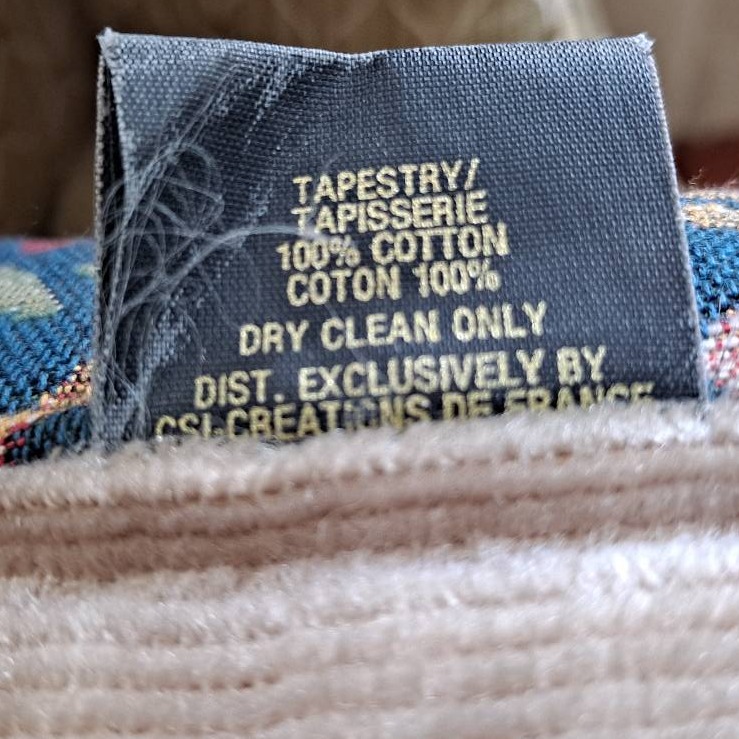 TAPESTRY/
TAPISSERIE
100% COTTON
COTON 100%
DRY CLEAN ONLY
DIST. EXCLUSIVELY BY
CSI-CREATIONS DE FRANCE